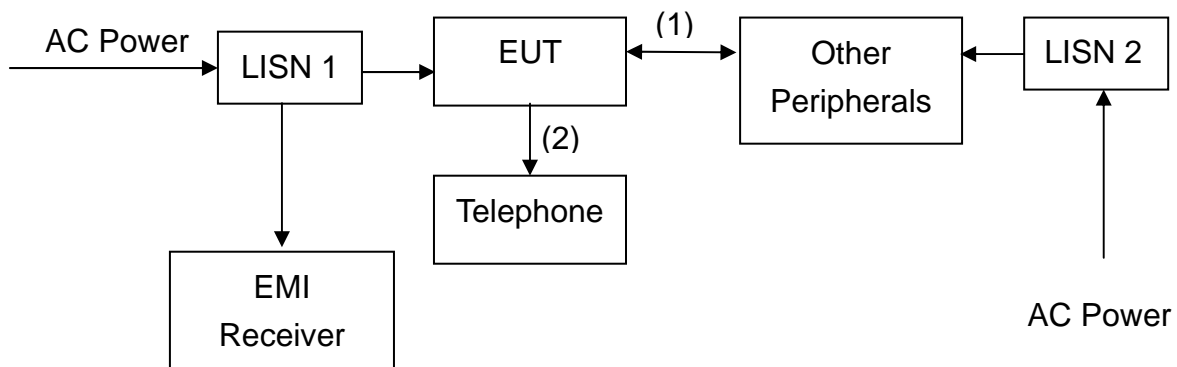 AC Power
LISN 1
EUT
(1)
Other
Peripherals
LISN 2
(2)
Telephone
EMI
Receiver
AC Power